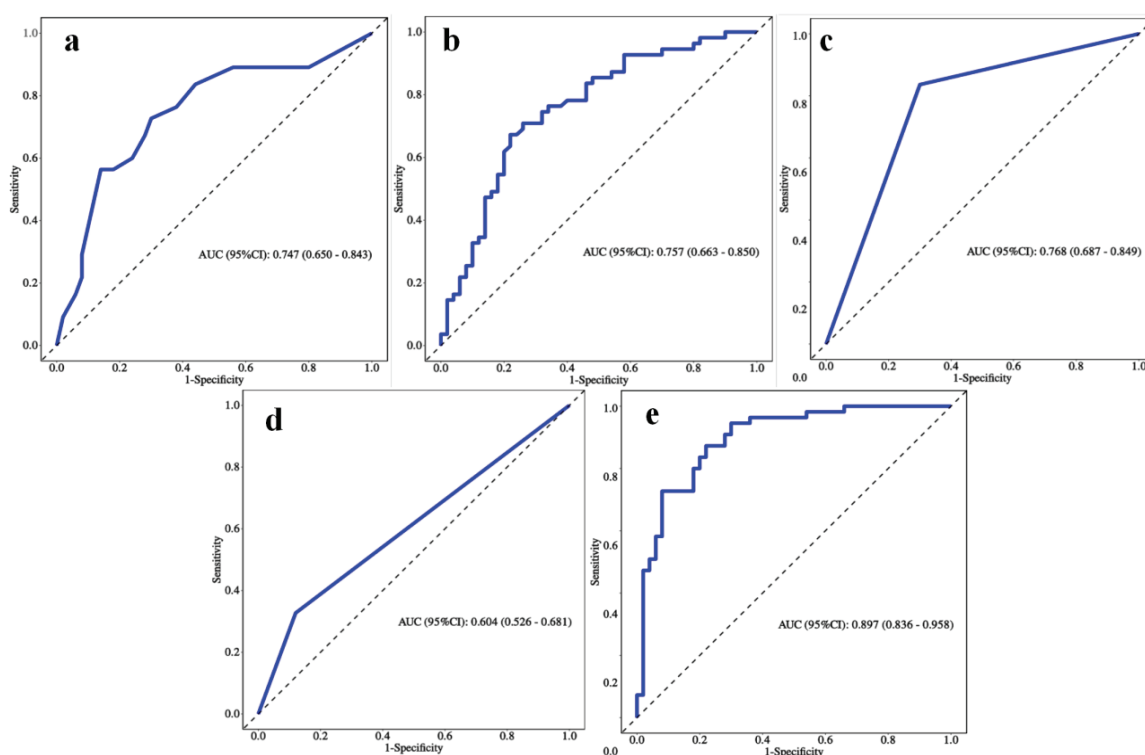 a
1.0
0.8
0.6
0.4
0.2
0.0
Sensitivity
AUC (95%CI): 0.747 (0.650 - 0.843)
0.0 0.2 0.4 0.6 0.8 1.0
1-Specificity
b
1.0
0.8
0.6
0.4
0.2
0.0
Sensitivity
AUC (95%CI): 0.757 (0.663 - 0.850)
0.0 0.2 0.4 0.6 0.8 1.0
1-Specificity
c
1.0
0.8
0.6
0.4
0.2
0.0
Sensitivity
AUC (95%CI): 0.768 (0.687 - 0.849)
0.0 0.2 0.4 0.6 0.8 1.0
1-Specificity
d
1.0
0.8
0.6
0.4
0.2
0.0
Sensitivity
AUC (95%CI): 0.604 (0.526 - 0.681)
0.0 0.2 0.4 0.6 0.8 1.0
1-Specificity
e
1.0
0.8
0.6
0.4
0.2
0.0
Sensitivity
AUC (95%CI): 0.897 (0.836 - 0.958)
0.0 0.2 0.4 0.6 0.8 1.0
1-Specificity